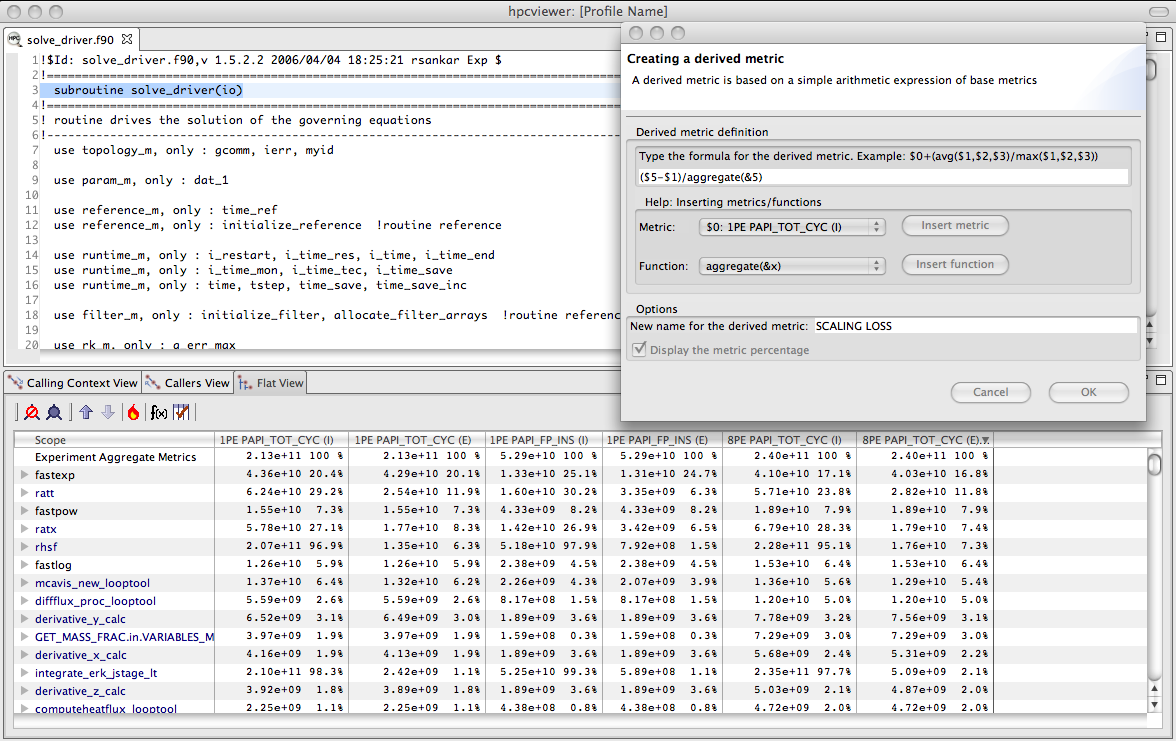 hpcviewer: [Profile Name]
solve_driver.f90
1 !$Id: solve_driver.f90,v 1.5.2.2 2006/04/04 18:25:21 rsankar Exp $
2 !=========================================================================
3 subroutine solve_driver(io)
4 !=========================================================================
5 ! routine drives the solution of the governing equations
6 !-------------------------------------------------------------------------
7 use topology_m, only : gcomm, ierr, myid
8
9 use param_m, only : dat_1
10
11 use reference_m, only : time_ref
12 use reference_m, only : initialize_reference !routine reference
13
14 use runtime_m, only : i_restart, i_time_res, i_time, i_time_end
15 use runtime_m, only : i_time_mon, i_time_tec, i_time_save
16 use runtime_m, only : time, tstep, time_save, time_save_inc
17
18 use filter_m, only : initialize_filter, allocate_filter_arrays !routine referenc
19
20 use rk_m, only : q_err_max
Creating a derived metric
A derived metric is based on a simple arithmetic expression of base metrics
Derived metric definition
Type the formula for the derived metric. Example: $0+(avg($1,$2,$3)/max($1,$2,$3))
($5-$1)/aggregate(&5)
Help: Inserting metrics/functions
Metric: $0: 1PE PAPI_TOT_CYC (I) Insert metric
Function: aggregate(&x) Insert function
Options
New name for the derived metric: SCALING LOSS
Display the metric percentage
Cancel OK
Calling Context View Callers View Flat View
f(x)
Scope 1PE PAPI_TOT_CYC (I) 1PE PAPI_TOT_CYC (E) 1PE PAPI_FP_INS (I) 1PE PAPI_FP_INS (E) 8PE PAPI_TOT_CYC (I) 8PE PAPI_TOT_CYC (E)
Experiment Aggregate Metrics 2.13e+11 100 % 2.13e+11 100 % 5.29e+10 100 % 5.29e+10 100 % 2.40e+11 100 % 2.40e+11 100 %
fastexp 4.36e+10 20.4% 4.29e+10 20.1% 1.33e+10 25.1% 1.31e+10 24.7% 4.10e+10 17.1% 4.03e+10 16.8%
ratt 6.24e+10 29.2% 2.54e+10 11.9% 1.60e+10 30.2% 3.35e+09 6.3% 5.71e+10 23.8% 2.82e+10 11.8%
fastpow 1.55e+10 7.3% 1.55e+10 7.3% 4.33e+09 8.2% 4.33e+09 8.2% 1.89e+10 7.9% 1.89e+10 7.9%
ratx 5.78e+10 27.1% 1.77e+10 8.3% 1.42e+10 26.9% 3.42e+09 6.5% 6.79e+10 28.3% 1.79e+10 7.4%
rhsf 2.07e+11 96.9% 1.35e+10 6.3% 5.18e+10 97.9% 7.92e+08 1.5% 2.28e+11 95.1% 1.76e+10 7.3%
fastlog 1.26e+10 5.9% 1.26e+10 5.9% 2.38e+09 4.5% 2.38e+09 4.5% 1.53e+10 6.4% 1.53e+10 6.4%
mcavis_new_looptool 1.37e+10 6.4% 1.32e+10 6.2% 2.26e+09 4.3% 2.07e+09 3.9% 1.36e+10 5.6% 1.29e+10 5.4%
diffflux_proc_looptool 5.59e+09 2.6% 5.59e+09 2.6% 8.17e+08 1.5% 8.17e+08 1.5% 1.20e+10 5.0% 1.20e+10 5.0%
derivative_y_calc 6.52e+09 3.1% 6.49e+09 3.0% 1.89e+09 3.6% 1.89e+09 3.6% 7.78e+09 3.2% 7.56e+09 3.1%
GET_MASS_FRAC.in.VARIABLES_M 3.97e+09 1.9% 3.97e+09 1.9% 1.59e+08 0.3% 1.59e+08 0.3% 7.29e+09 3.0% 7.29e+09 3.0%
derivative_x_calc 4.16e+09 1.9% 4.13e+09 1.9% 1.89e+09 3.6% 1.89e+09 3.6% 5.68e+09 2.4% 5.31e+09 2.2%
integrate_erk_jstage_lt 2.10e+11 98.3% 2.42e+09 1.1% 5.25e+10 99.3% 5.89e+08 1.1% 2.35e+11 97.7% 5.09e+09 2.1%
derivative_z_calc 3.92e+09 1.8% 3.89e+09 1.8% 1.89e+09 3.6% 1.89e+09 3.6% 5.03e+09 2.1% 4.87e+09 2.0%
computeheatflux_looptool 2.25e+09 1.1% 2.25e+09 1.1% 4.38e+08 0.8% 4.38e+08 0.8% 4.72e+09 2.0% 4.72e+09 2.0%